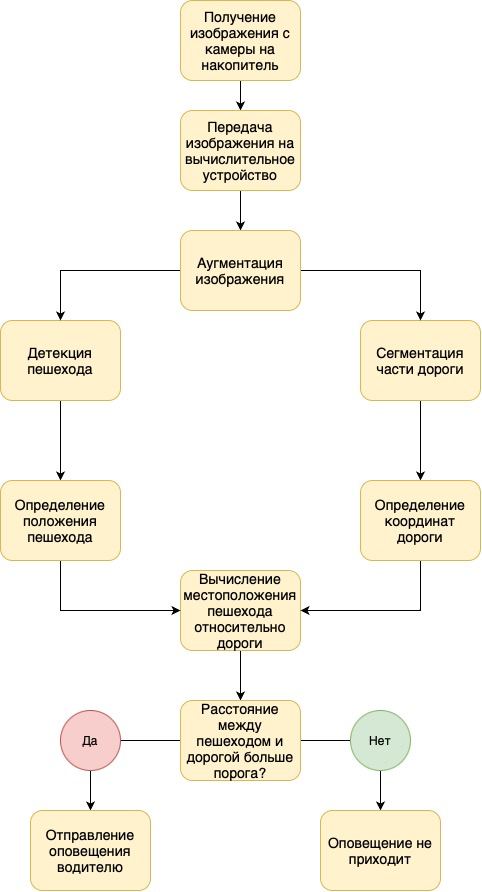 Получение
изображения с
камеры на
накопитель
Передача
изображения на
вычислительное
устройство
Аугментация
изображения
Детекция
пешехода
Сегментация
части дороги
Определение
положения
пешехода
Определение
координат
дороги
Вычисление
местоположения
пешехода
относительно
дороги
Расстояние
между
пешеходом и
дорогой больше
порога?
Да
Нет
Отправление
оповещения
водителю
Оповещение не
приходит